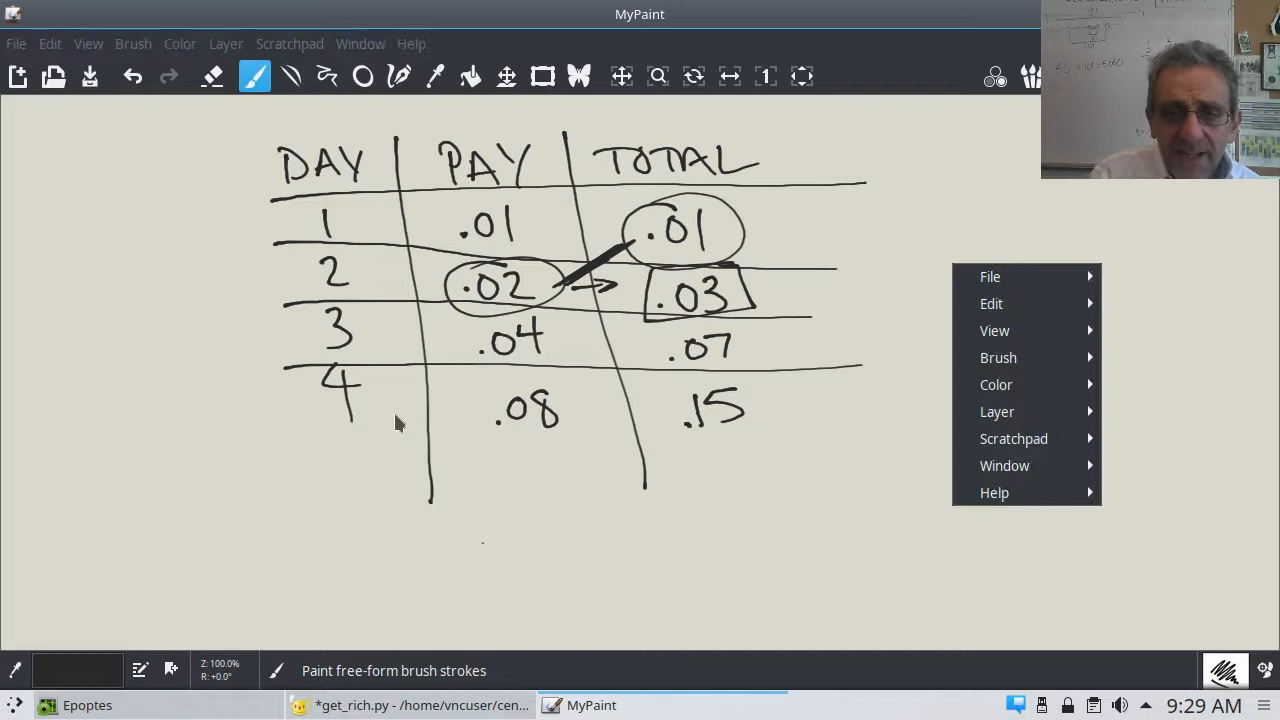 MyPaint
File Edit View Brush Color Layer Scratchpad Window Help
DAY PAY TOTAL
1 .01 .01
2 .02 → .03
3 .04 .07
4 .08 .15
File
Edit
View
Brush
Color
Layer
Scratchpad
Window
Help
Z: 100.0%
R: +0.0°
Paint free-form brush strokes
Epoptes
*get_rich.py - /home/vncuser/cen...
MyPaint
9:29 AM